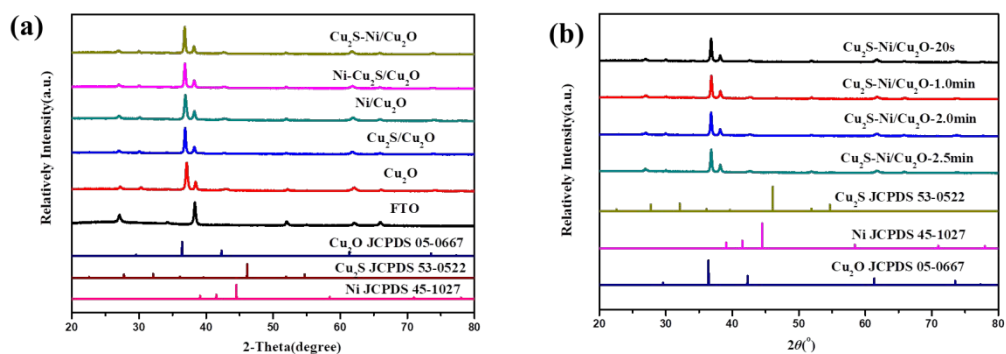 (a)
Relatively Intensity(a.u.)
Cu₂S-Ni/Cu₂O
Ni-Cu₂S/Cu₂O
Ni/Cu₂O
Cu₂S/Cu₂O
Cu₂O
FTO
Cu₂O JCPDS 05-0667
Cu₂S JCPDS 53-0522
Ni JCPDS 45-1027
20 30 40 50 60 70 80
2-Theta(degree)
(b)
Relatively Intensity(a.u.)
Cu₂S-Ni/Cu₂O-20s
Cu₂S-Ni/Cu₂O-1.0min
Cu₂S-Ni/Cu₂O-2.0min
Cu₂S-Ni/Cu₂O-2.5min
Cu₂S JCPDS 53-0522
Ni JCPDS 45-1027
Cu₂O JCPDS 05-0667
20 30 40 50 60 70 80
2θ(°)